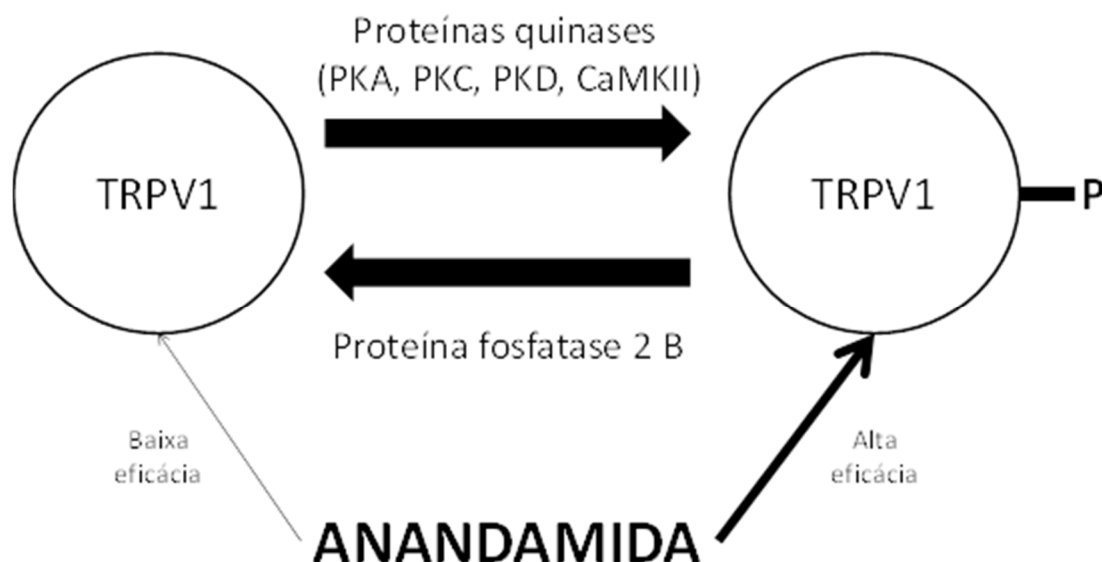 Proteínas quinases
(PKA, PKC, PKD, CaMKII)
TRPV1
TRPV1
P
Proteína fosfatase 2 B
Baixa
eficácia
Alta
eficácia
ANANDAMIDA